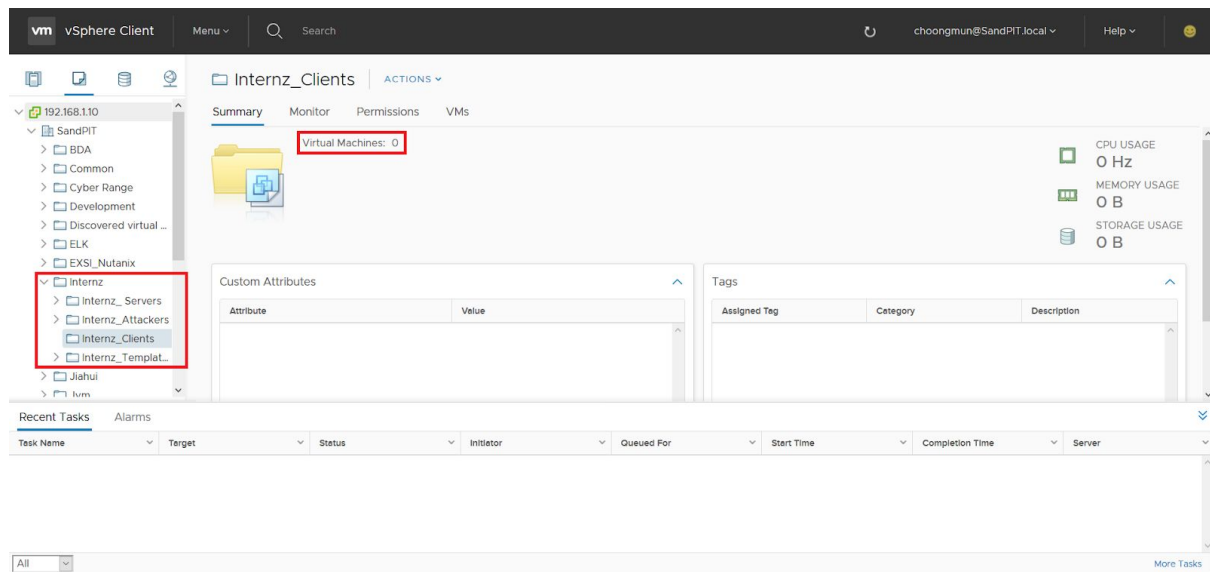 vm vSphere Client Menu Search choongmun@SandPIT.local Help
Internz_Clients ACTIONS
Summary Monitor Permissions VMs
192.168.1.10
SandPIT
BDA
Common
Cyber Range
Development
Discovered virtual ...
ELK
EXSI_Nutanix
Internz
Internz_ Servers
Internz_Attackers
Internz_Clients
Internz_Templat...
Jiahui
Virtual Machines: 0
CPU USAGE
0 Hz
MEMORY USAGE
0 B
STORAGE USAGE
0 B
Custom Attributes
Attribute Value
Tags
Assigned Tag Category Description
Recent Tasks Alarms
Task Name Target Status Initiator Queued For Start Time Completion Time Server
All More Tasks